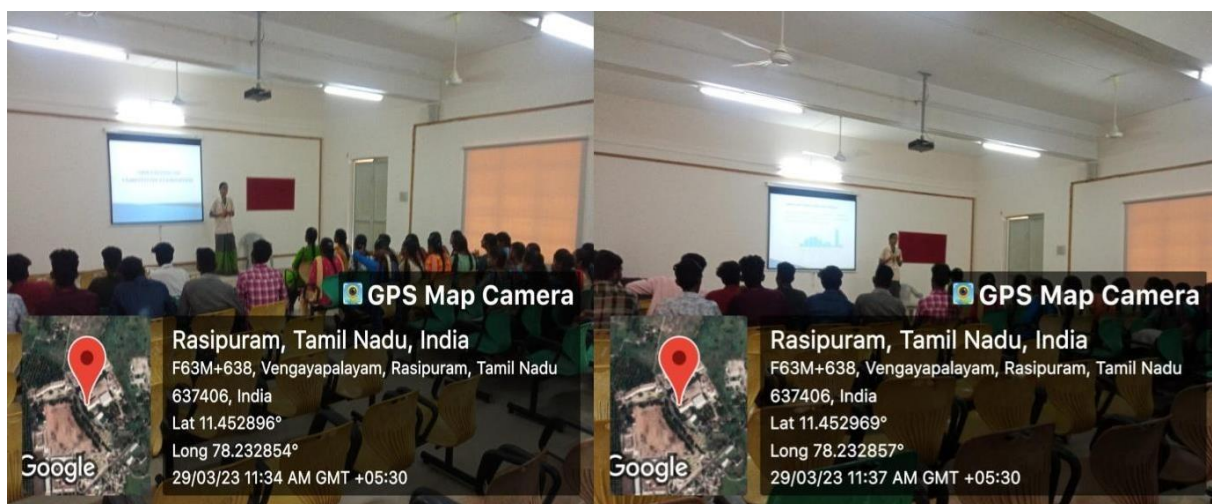 GPS Map Camera
Rasipuram, Tamil Nadu, India
F63M+638, Vengayapalayam, Rasipuram, Tamil Nadu
637406, India
Lat 11.452896°
Long 78.232854°
29/03/23 11:34 AM GMT +05:30
Google
GPS Map Camera
Rasipuram, Tamil Nadu, India
F63M+638, Vengayapalayam, Rasipuram, Tamil Nadu
637406, India
Lat 11.452969°
Long 78.232857°
29/03/23 11:37 AM GMT +05:30
Google